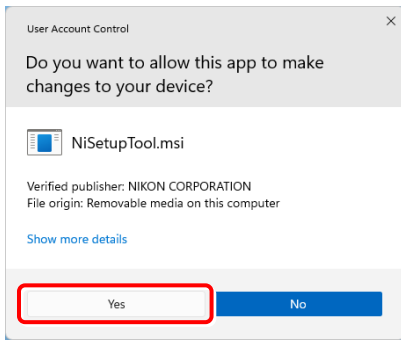 User Account Control
Do you want to allow this app to make
changes to your device?
NiSetupTool.msi
Verified publisher: NIKON CORPORATION
File origin: Removable media on this computer
Show more details
Yes
No